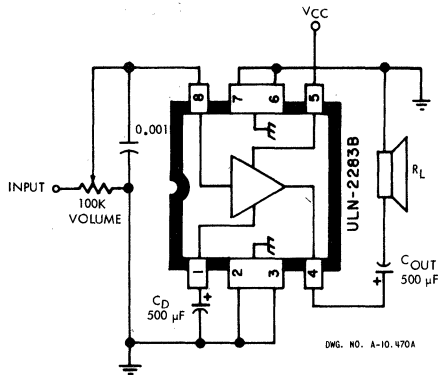 VCC
8
7
6
5
0.001
INPUT
100K
VOLUME
ULN-2283B
RL
1
2
3
4
CD
500 µF
+
COUT
500 µF
+
DWG. NO. A-10.470A